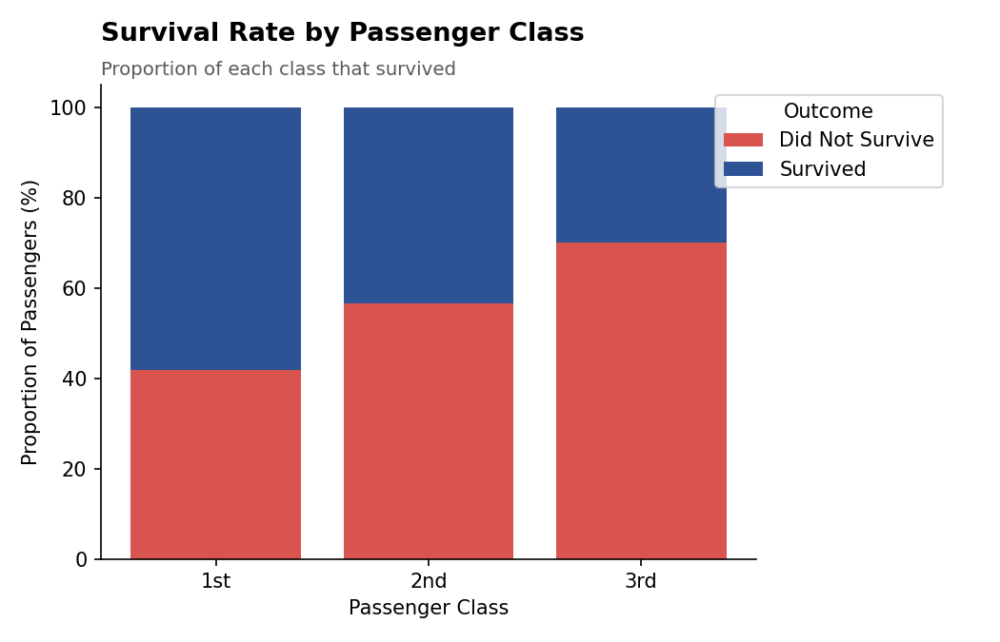 Survival Rate by Passenger Class
Proportion of each class that survived
Outcome
Did Not Survive
Survived
Proportion of Passengers (%)
100
80
60
40
20
0
1st 2nd 3rd
Passenger Class